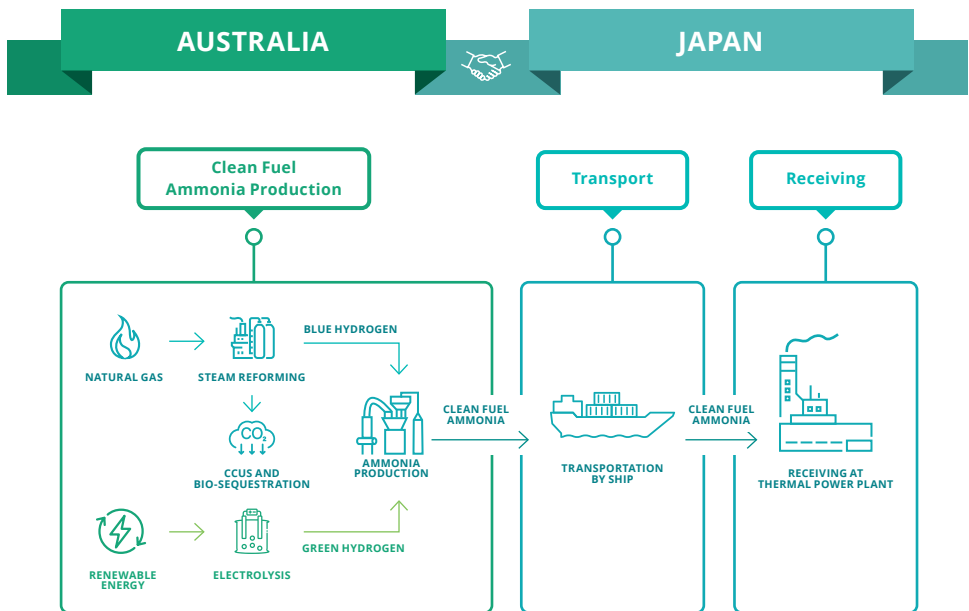 AUSTRALIA
JAPAN
Clean Fuel
Ammonia Production
Transport
Receiving
BLUE HYDROGEN
NATURAL GAS
STEAM REFORMING
CO₂
CCUS AND
BIO-SEQUESTRATION
AMMONIA
PRODUCTION
CLEAN FUEL
AMMONIA
TRANSPORTATION
BY SHIP
CLEAN FUEL
AMMONIA
RECEIVING AT
THERMAL POWER PLANT
GREEN HYDROGEN
RENEWABLE
ENERGY
ELECTROLYSIS